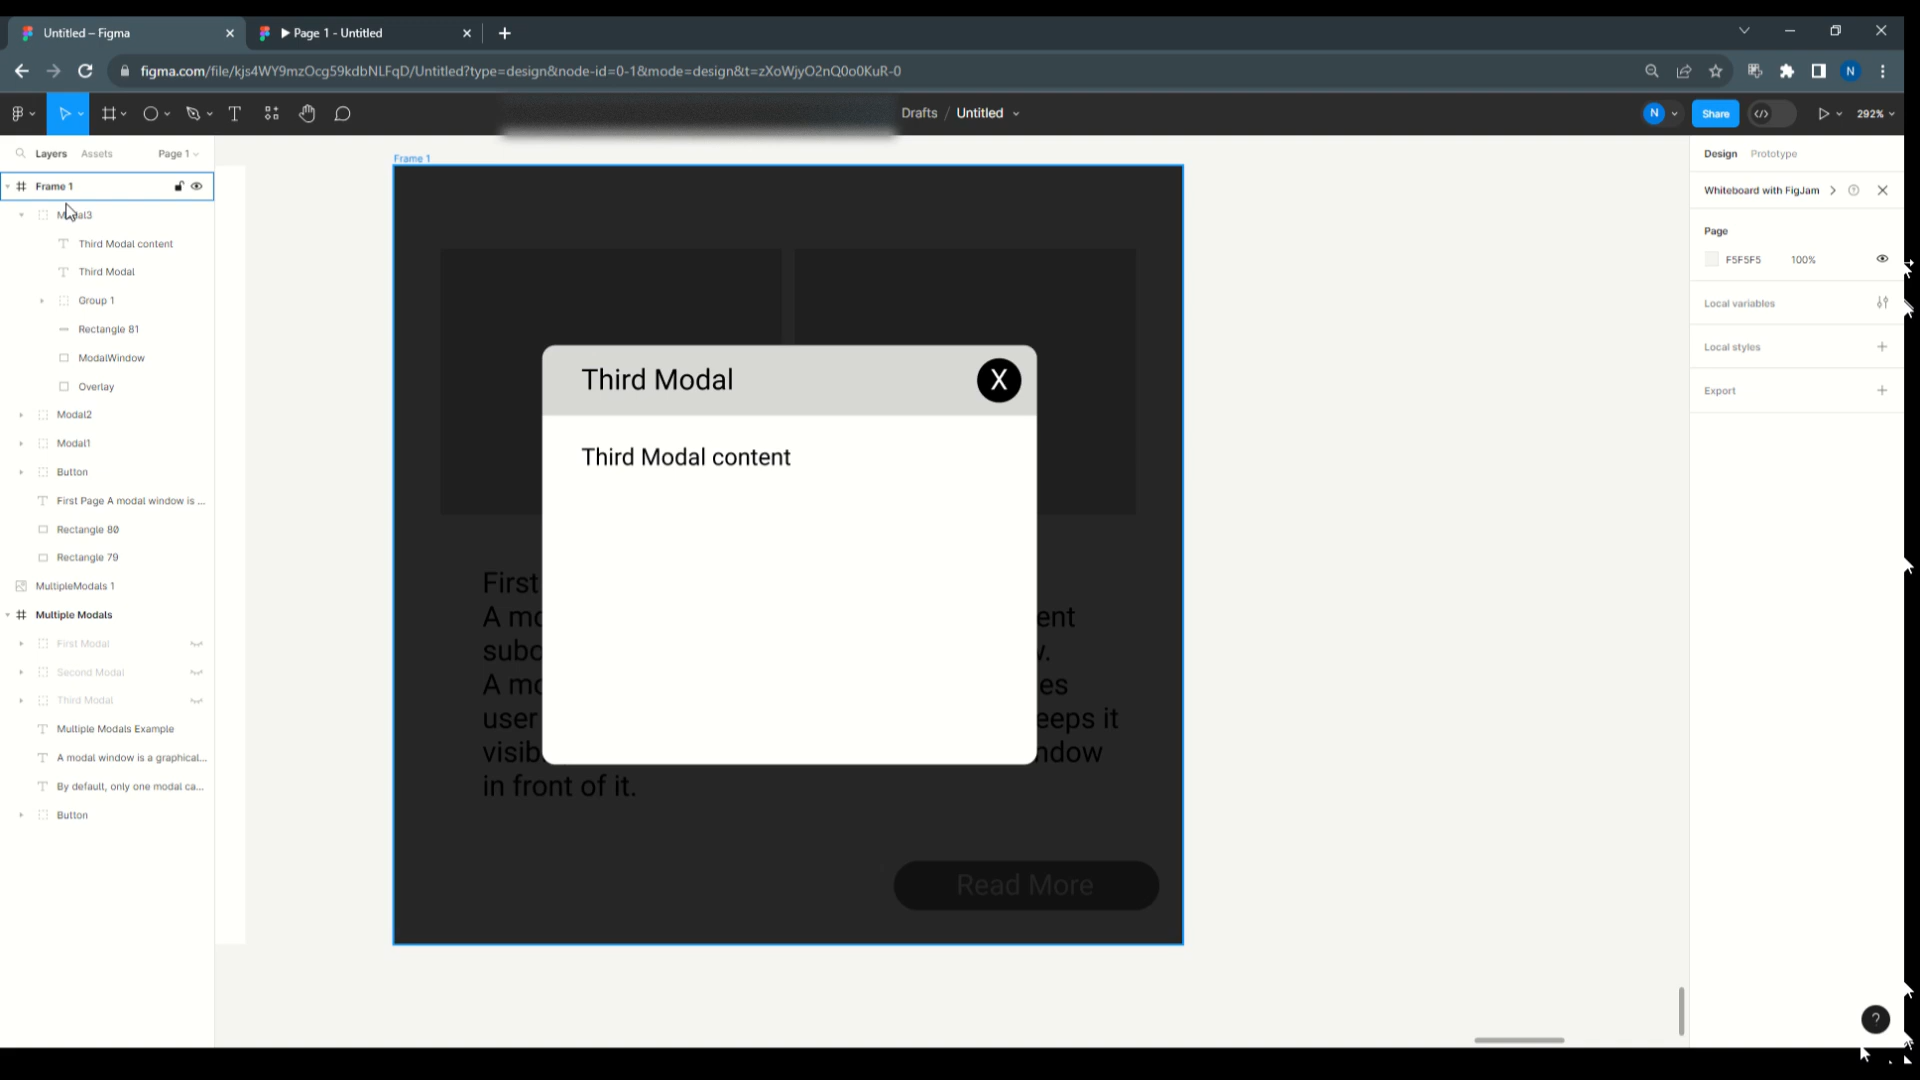 Untitled – Figma
Page 1 - Untitled
figma.com/file/kjs4WY9mzOcg59kdbNLFqD/Untitled?type=design&node-id=0-1&mode=design&t=zXoWjyO2nQ0o0KuR-0
N
Drafts / Untitled
N
Share
292%
Layers
Assets
Page 1
Frame 1
Third Modal content
Third Modal
Group 1
Rectangle 81
ModalWindow
Overlay
Modal2
Modal1
Button
First Page A modal window is ...
Rectangle 80
Rectangle 79
MultipleModals 1
Multiple Modals
First Modal
Second Modal
Third Modal
Multiple Modals Example
A modal window is a graphical...
By default, only one modal ca...
Button
Frame 1
Third Modal
X
Third Modal content
First
A mo
ent
subo
A mo
es
user
eeps it
visib
ndow
in front of it.
Read More
Design
Prototype
Whiteboard with FigJam
?
Page
F5F5F5
100%
Local variables
Local styles
Export
?